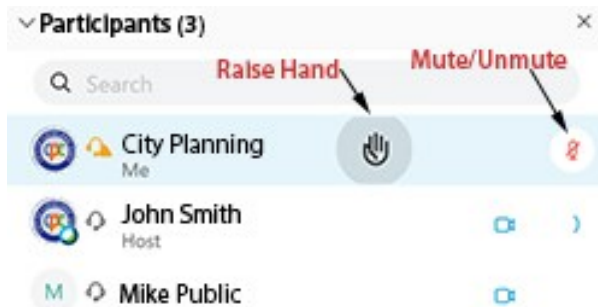 Participants (3)
Search
Raise Hand
Mute/Unmute
City Planning
Me
John Smith
Host
M
Mike Public